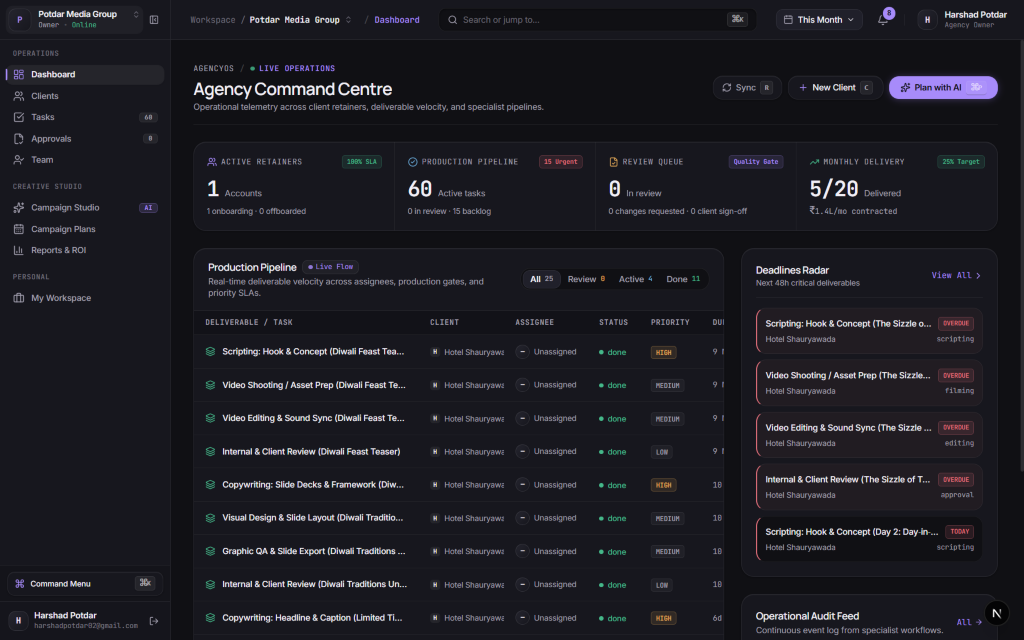 P
Potdar Media Group
Owner · Online
OPERATIONS
Dashboard
Clients
Tasks 60
Approvals 0
Team
CREATIVE STUDIO
Campaign Studio AI
Campaign Plans
Reports & ROI
PERSONAL
My Workspace
Command Menu ⌘K
H
Harshad Potdar
harshadpotdar02@gmail.com
Workspace / Potdar Media Group / Dashboard
Search or jump to... ⌘K
This Month
8
H
Harshad Potdar
Agency Owner
AGENCYOS / LIVE OPERATIONS
Agency Command Centre
Operational telemetry across client retainers, deliverable velocity, and specialist pipelines.
Sync R
New Client C
Plan with AI
ACTIVE RETAINERS 100% SLA
1 Accounts
1 onboarding · 0 offboarded
PRODUCTION PIPELINE 15 Urgent
60 Active tasks
0 in review · 15 backlog
REVIEW QUEUE Quality Gate
0 In review
0 changes requested · 0 client sign-off
MONTHLY DELIVERY 25% Target
5/20 Delivered
₹1.4L/mo contracted
Production Pipeline Live Flow
Real-time deliverable velocity across assignees, production gates, and
priority SLAs.
All 25 Review 0 Active 4 Done 11
DELIVERABLE / TASK CLIENT ASSIGNEE STATUS PRIORITY DU
Scripting: Hook & Concept (Diwali Feast Tea... H Hotel Shauryawa – Unassigned done HIGH 9
Video Shooting / Asset Prep (Diwali Feast Te... H Hotel Shauryawa – Unassigned done MEDIUM 9
Video Editing & Sound Sync (Diwali Feast Te... H Hotel Shauryawa – Unassigned done MEDIUM 9
Internal & Client Review (Diwali Feast Teaser) H Hotel Shauryawa – Unassigned done LOW 9
Copywriting: Slide Decks & Framework (Diw... H Hotel Shauryawa – Unassigned done HIGH 10
Visual Design & Slide Layout (Diwali Traditio... H Hotel Shauryawa – Unassigned done MEDIUM 10
Graphic QA & Slide Export (Diwali Traditions ... H Hotel Shauryawa – Unassigned done MEDIUM 10
Internal & Client Review (Diwali Traditions Un... H Hotel Shauryawa – Unassigned done LOW 10
Copywriting: Headline & Caption (Limited Ti... H Hotel Shauryawa – Unassigned done HIGH 6d
Deadlines Radar
Next 48h critical deliverables
View All
Scripting: Hook & Concept (The Sizzle o... OVERDUE
Hotel Shauryawada scripting
Video Shooting / Asset Prep (The Sizzle... OVERDUE
Hotel Shauryawada filming
Video Editing & Sound Sync (The Sizzle ... OVERDUE
Hotel Shauryawada editing
Internal & Client Review (The Sizzle of T... OVERDUE
Hotel Shauryawada approval
Scripting: Hook & Concept (Day 2: Day-in-... TODAY
Hotel Shauryawada scripting
Operational Audit Feed
Continuous event log from specialist workflows.
All →
N